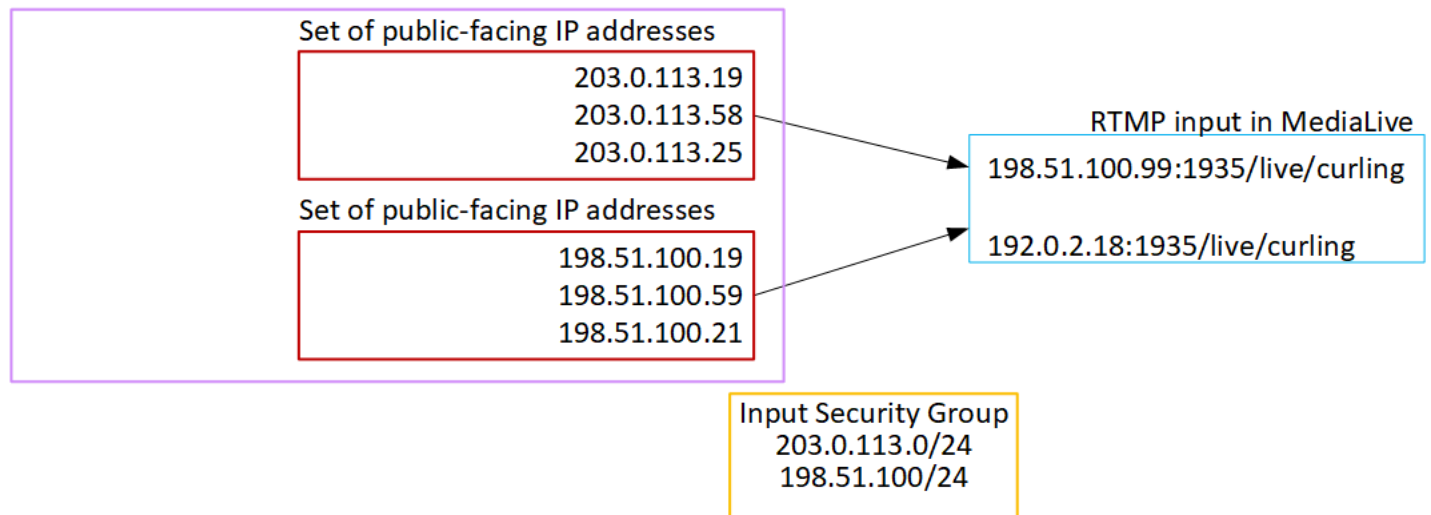 Set of public-facing IP addresses
203.0.113.19
203.0.113.58
203.0.113.25
Set of public-facing IP addresses
198.51.100.19
198.51.100.59
198.51.100.21
RTMP input in MediaLive
198.51.100.99:1935/live/curling
192.0.2.18:1935/live/curling
Input Security Group
203.0.113.0/24
198.51.100/24